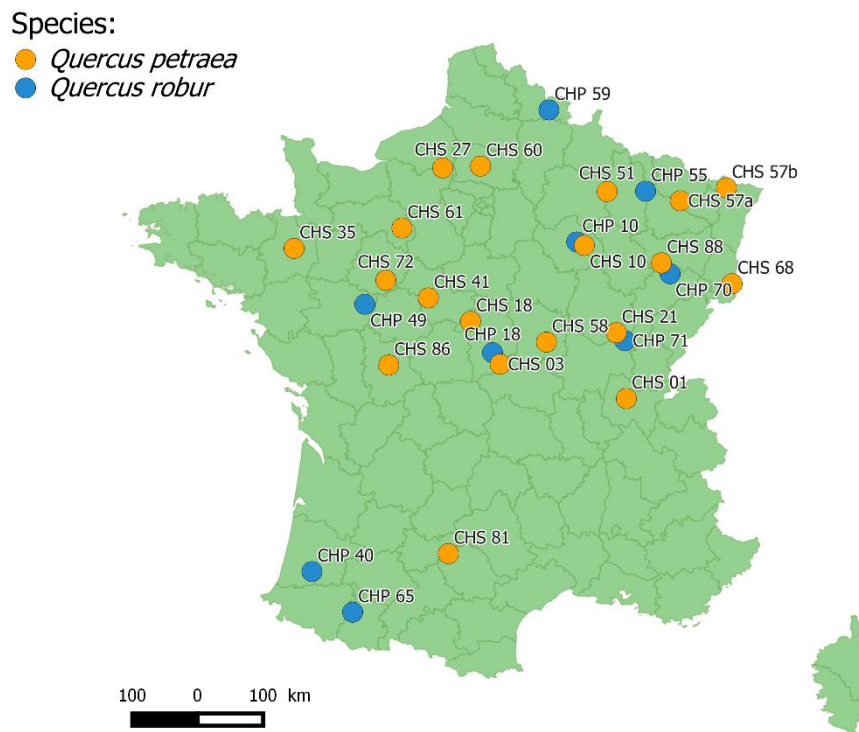 Species:
Quercus petraea
Quercus robur
CHP 59
CHS 27
CHS 60
CHS 51
CHP 55
CHS 57b
CHS 57a
CHS 61
CHS 35
CHP 10
CHS 10
CHS 88
CHS 68
CHP 70
CHS 72
CHS 41
CHP 49
CHS 18
CHS 21
CHP 18
CHS 58
CHP 71
CHS 86
CHS 03
CHS 01
CHS 81
CHP 40
CHP 65
100 0 100 km